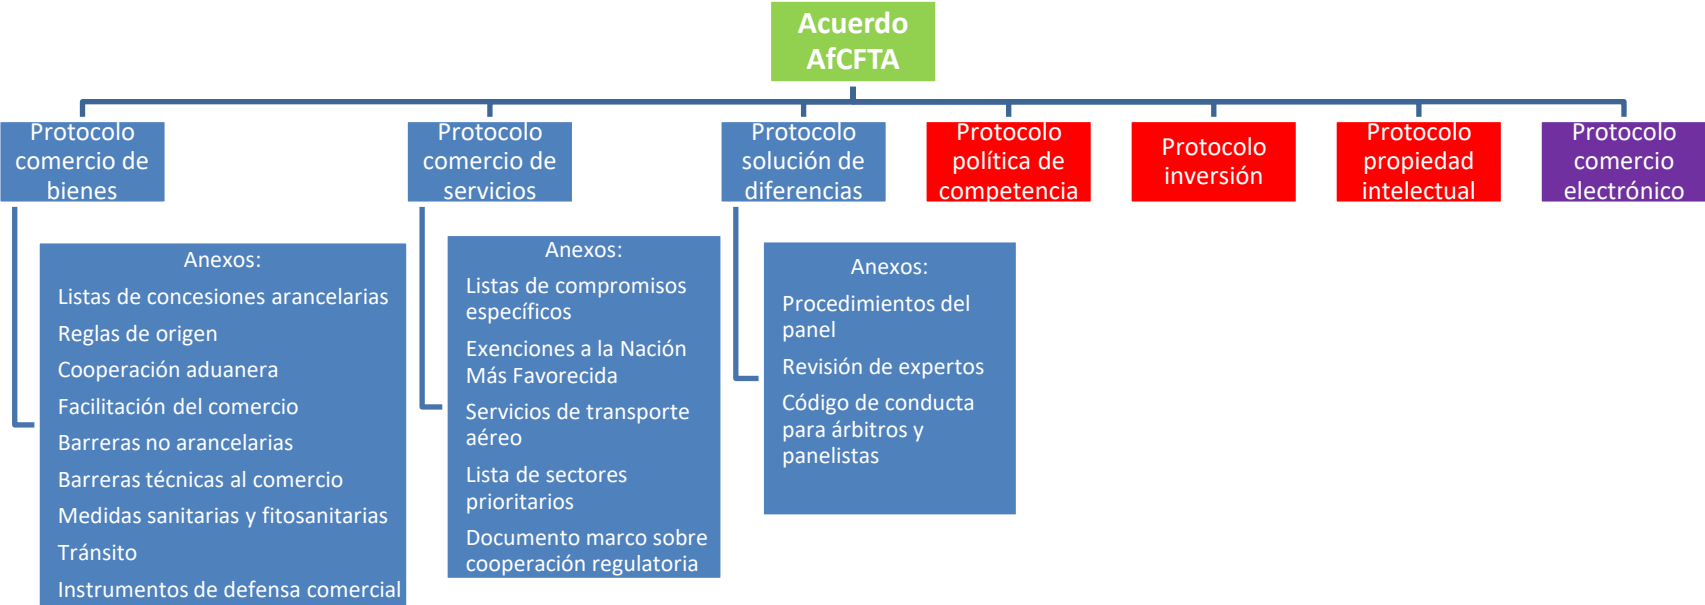 Acuerdo
AfCFTA
Protocolo
comercio de
bienes
Protocolo
comercio de
servicios
Protocolo
solución de
diferencias
Protocolo
política de
competencia
Protocolo
inversión
Protocolo
propiedad
intelectual
Protocolo
comercio
electrónico
Anexos:
Listas de concesiones arancelarias
Reglas de origen
Cooperación aduanera
Facilitación del comercio
Barreras no arancelarias
Barreras técnicas al comercio
Medidas sanitarias y fitosanitarias
Tránsito
Instrumentos de defensa comercial
Anexos:
Listas de compromisos
específicos
Exenciones a la Nación
Más Favorecida
Servicios de transporte
aéreo
Lista de sectores
prioritarios
Documento marco sobre
cooperación regulatoria
Anexos:
Procedimientos del
panel
Revisión de expertos
Código de conducta
para árbitros y
panelistas